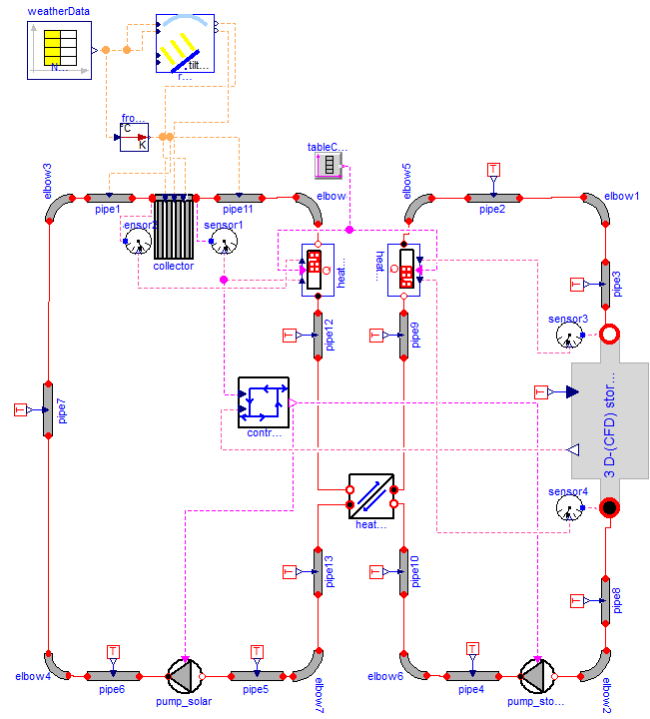 weatherData
N...
tilt...
r...
fro...
°C
K
tableC...
elbow3
pipe1
pipe11
elbow
elbow5
T
pipe2
elbow1
ensor2
sensor1
collector
heat...
heat...
T
pipe3
sensor3
T
pipe12
T
pipe9
T
pipe7
contr...
T
3 D-(CFD) stor...
sensor4
heat...
T
pipe13
T
pipe10
T
pipe8
elbow4
T
pipe6
pump_solar
T
pipe5
elbow7
elbow6
T
pipe4
pump_sto...
elbow2